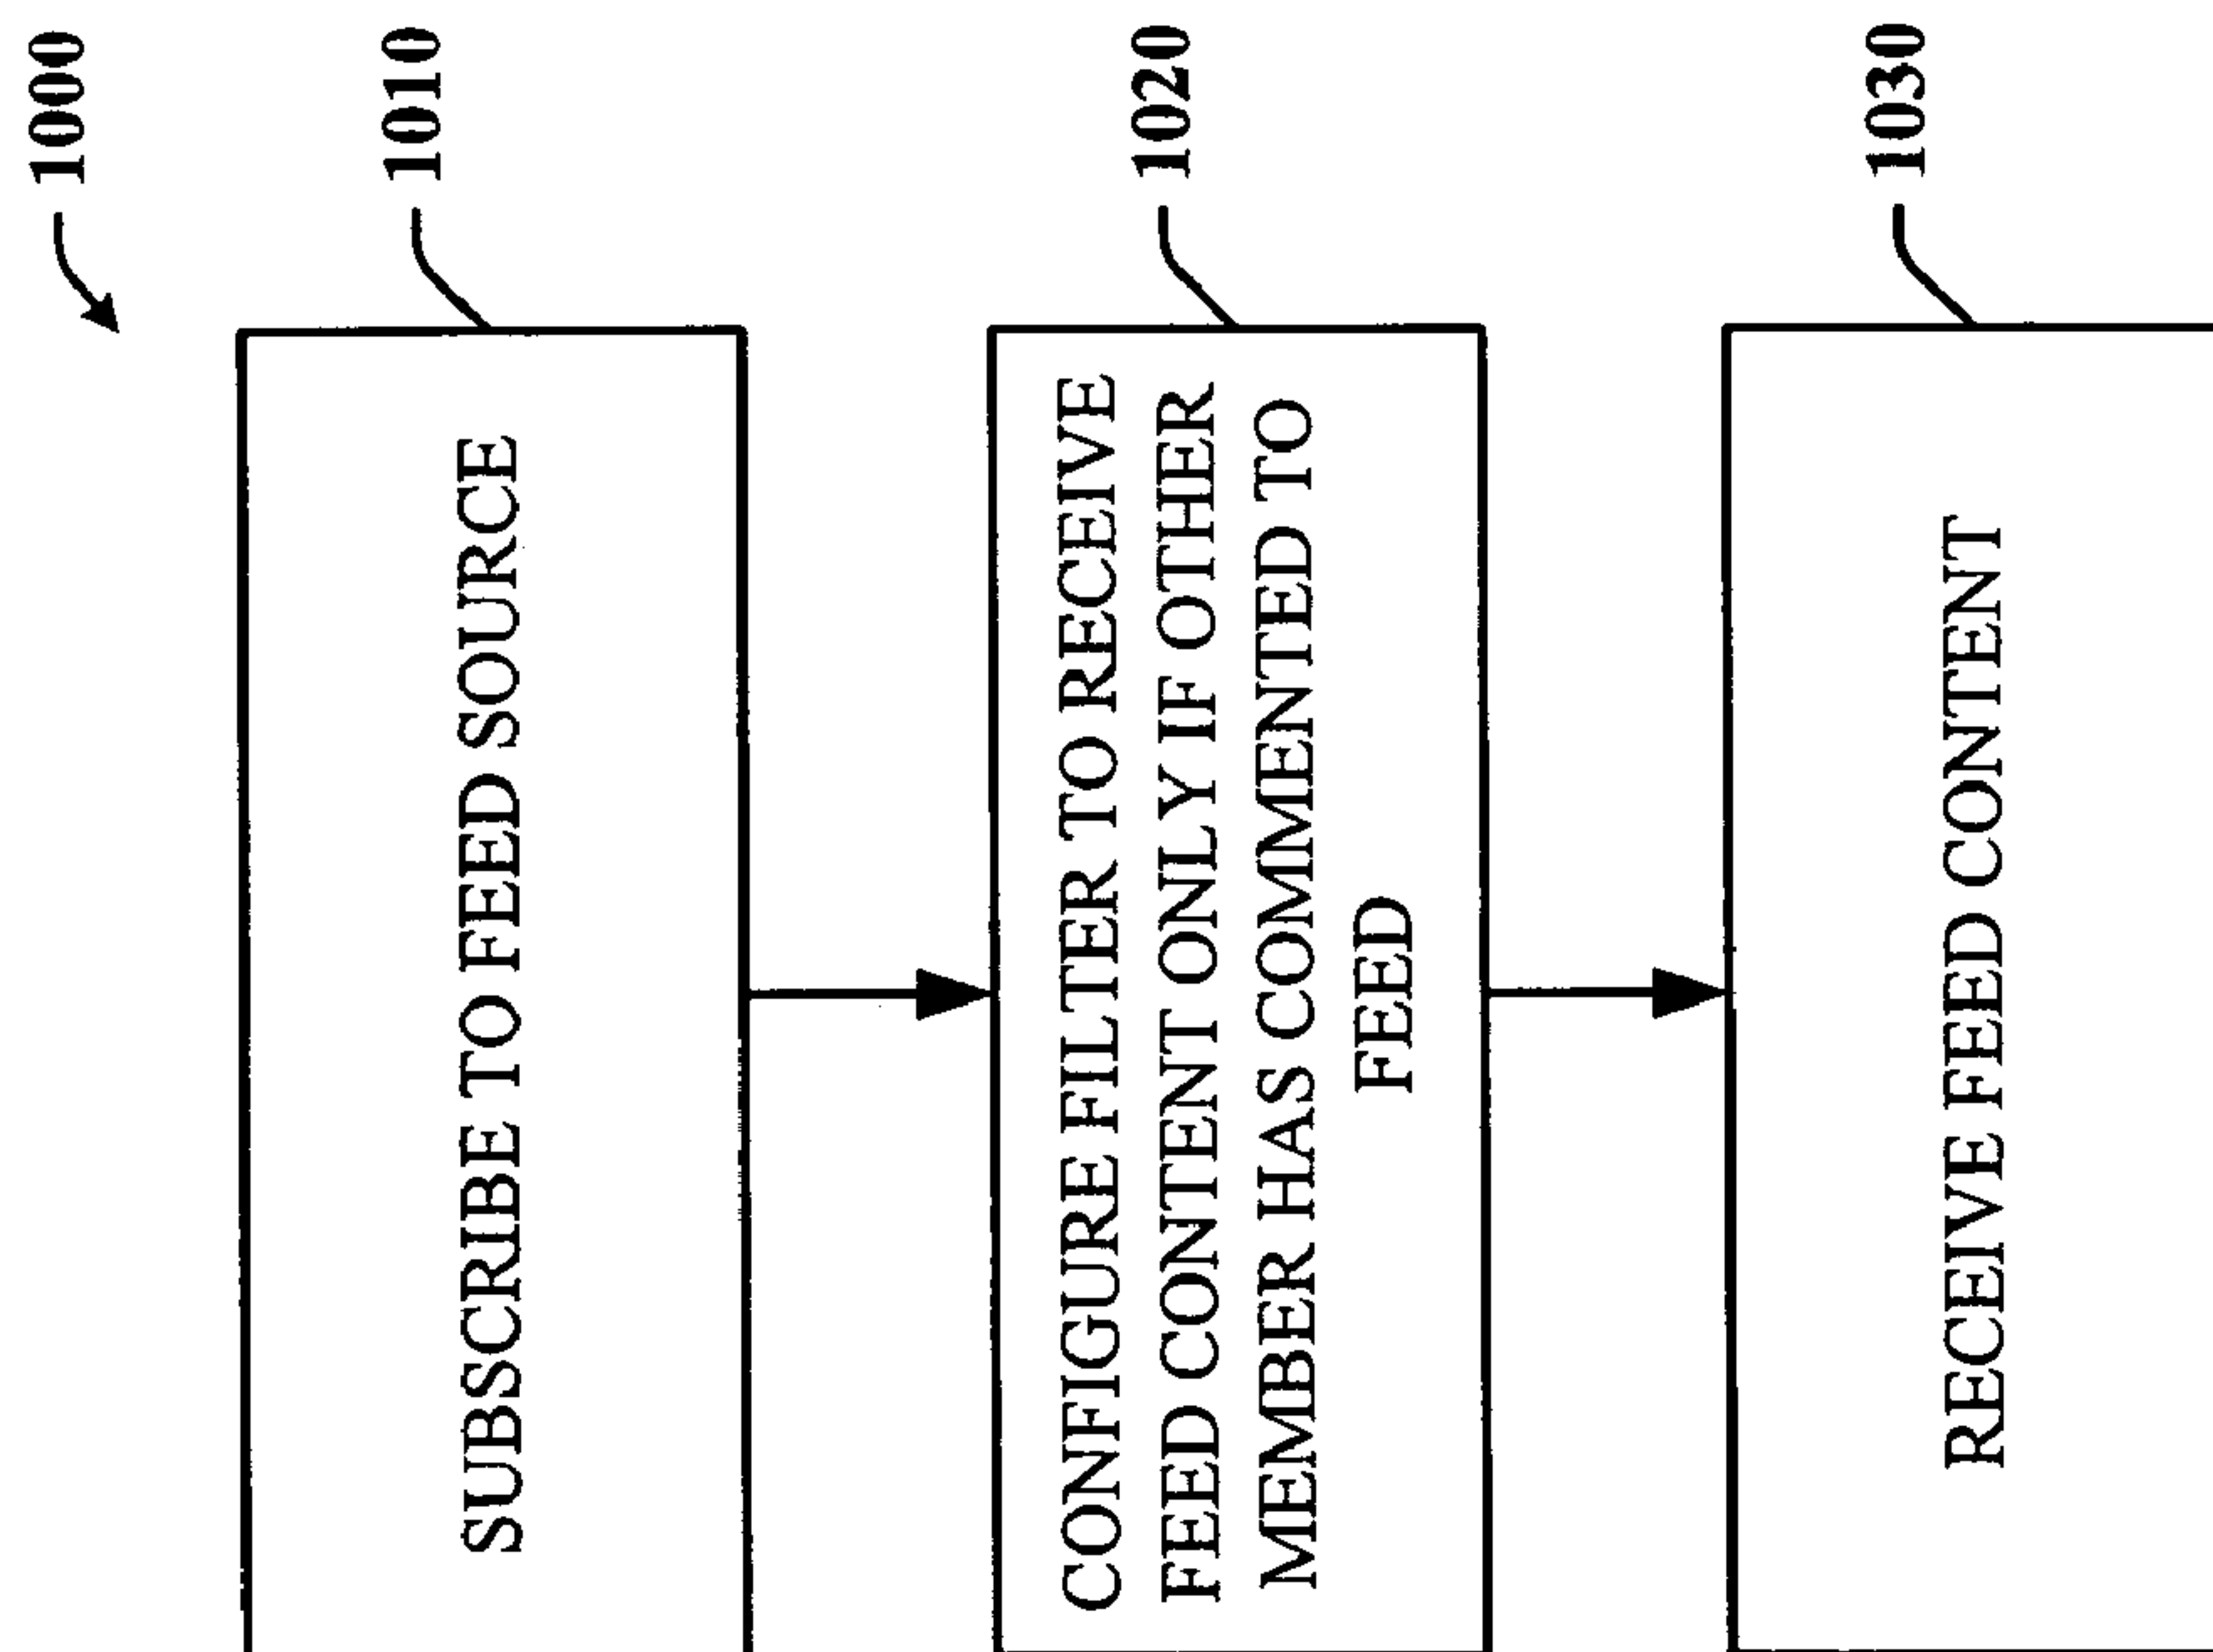 1000
1010
SUBSCRIBE TO FEED SOURCE
1020
CONFIGURE FILTER TO RECEIVE
FEED CONTENT ONLY IF OTHER
MEMBER HAS COMMENTED TO
FEED
1030
RECEIVE FEED CONTENT